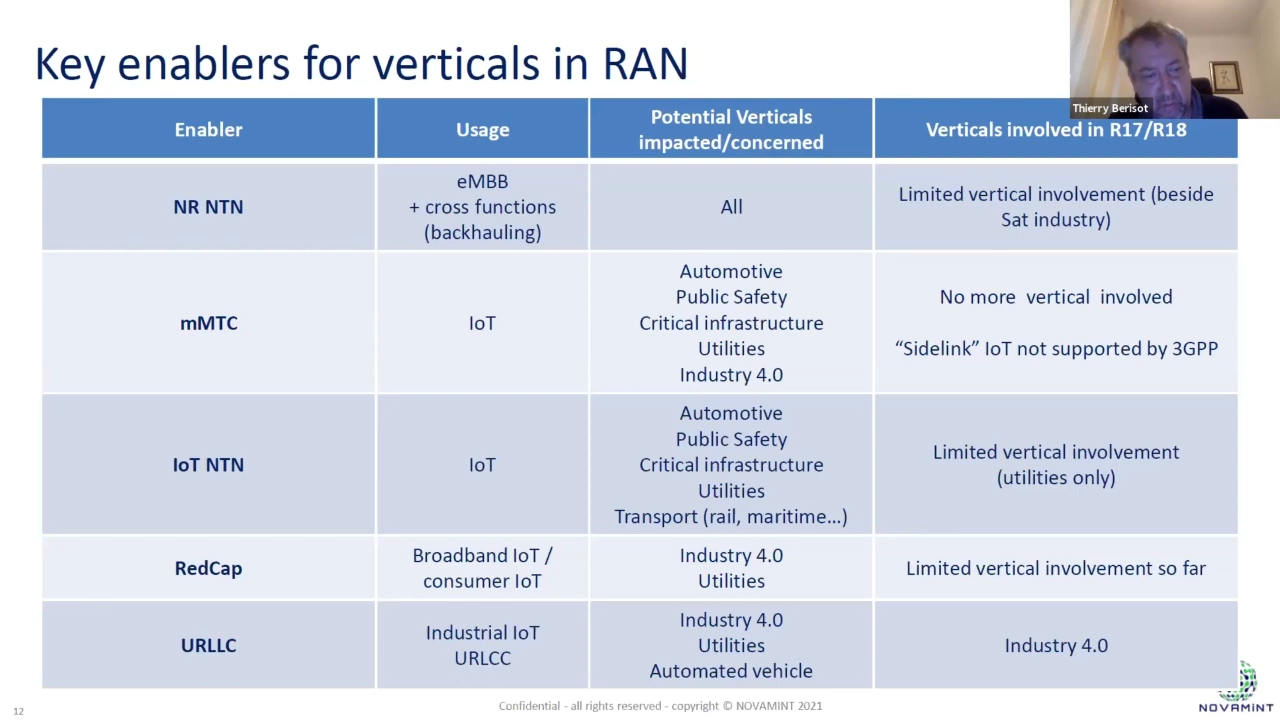 Key enablers for verticals in RAN
Thierry Berisot
Enabler
Usage
Potential Verticals
impacted/concerned
Verticals involved in R17/R18
NR NTN
eMBB
+ cross functions
(backhauling)
All
Limited vertical involvement (beside
Sat industry)
mMTC
IoT
Automotive
Public Safety
Critical infrastructure
Utilities
Industry 4.0
No more vertical involved
“Sidelink” IoT not supported by 3GPP
IoT NTN
IoT
Automotive
Public Safety
Critical infrastructure
Utilities
Transport (rail, maritime…)
Limited vertical involvement
(utilities only)
RedCap
Broadband IoT /
consumer IoT
Industry 4.0
Utilities
Limited vertical involvement so far
URLLC
Industrial IoT
URLCC
Industry 4.0
Utilities
Automated vehicle
Industry 4.0
12
Confidential - all rights reserved - copyright © NOVAMINT 2021
NOVAMINT